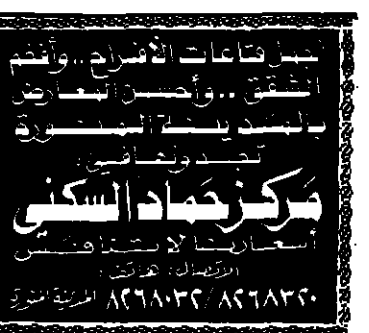 أجمل قاعات الأفراح .. وأفخم
الشقق .. وأحسن المعارض
بالمدينة المنورة
تجدونها في:
مركز حماد السكني
أسعارنا لا تنافس
الاتصال: هاتف:
٨٢٦٨٠٣٢ / ٨٢٦٨٣٢٠ المدينة المنورة